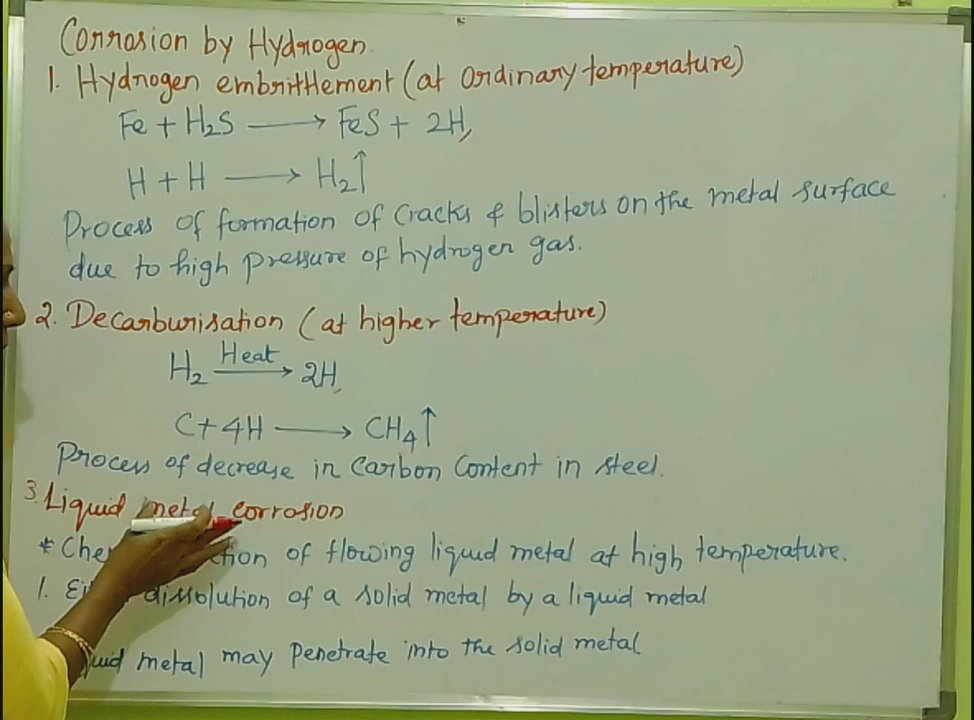 Corrosion by Hydrogen
1. Hydrogen embrittlement (at ordinary temperature)
Fe + H₂S ⟶ FeS + 2H,
H + H ⟶ H₂↑
Process of formation of cracks & blisters on the metal surface
due to high pressure of hydrogen gas.
2. Decarburisation (at higher temperature)
H₂ Heat⟶ 2H,
C + 4H ⟶ CH₄↑
Process of decrease in Carbon Content in steel.
3. Liquid metal corrosion
* of flowing liquid metal at high temperature.
1. dissolution of a solid metal by a liquid metal
metal may penetrate into the solid metal